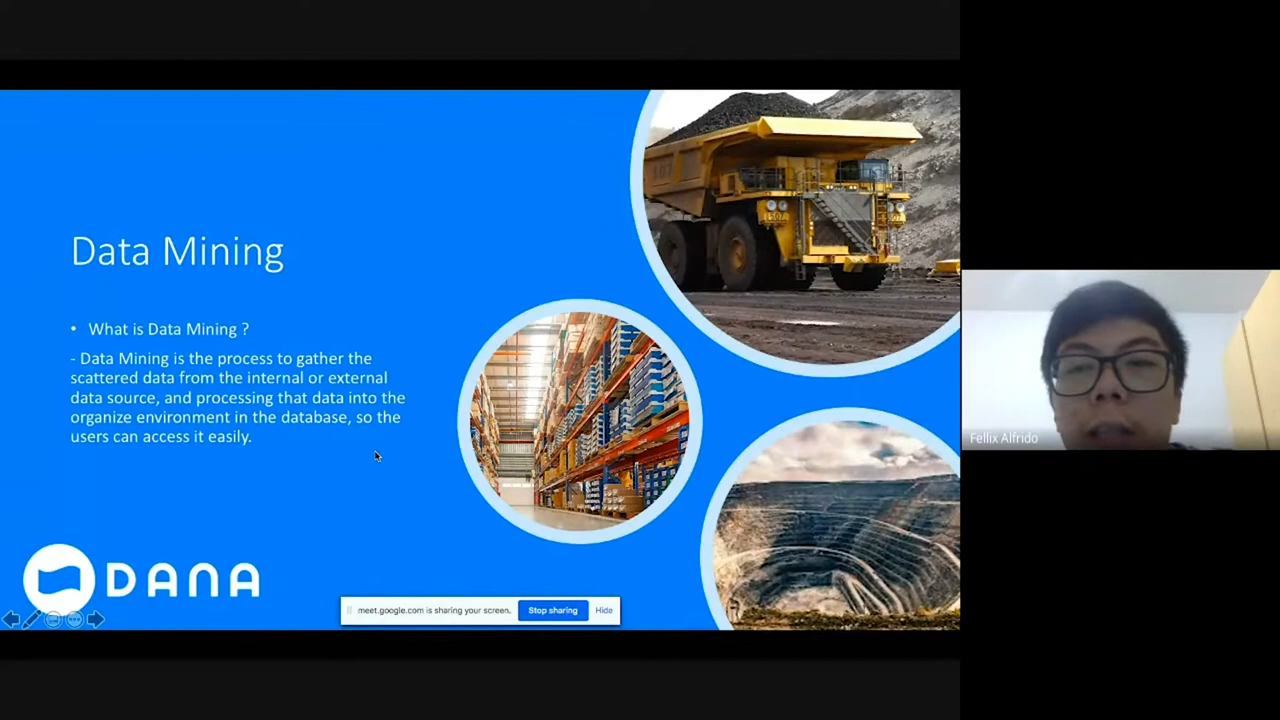 Data Mining
• What is Data Mining ?
- Data Mining is the process to gather the
scattered data from the internal or external
data source, and processing that data into the
organize environment in the database, so the
users can access it easily.
DANA
meet.google.com is sharing your screen. Stop sharing Hide
Fellix Alfrido